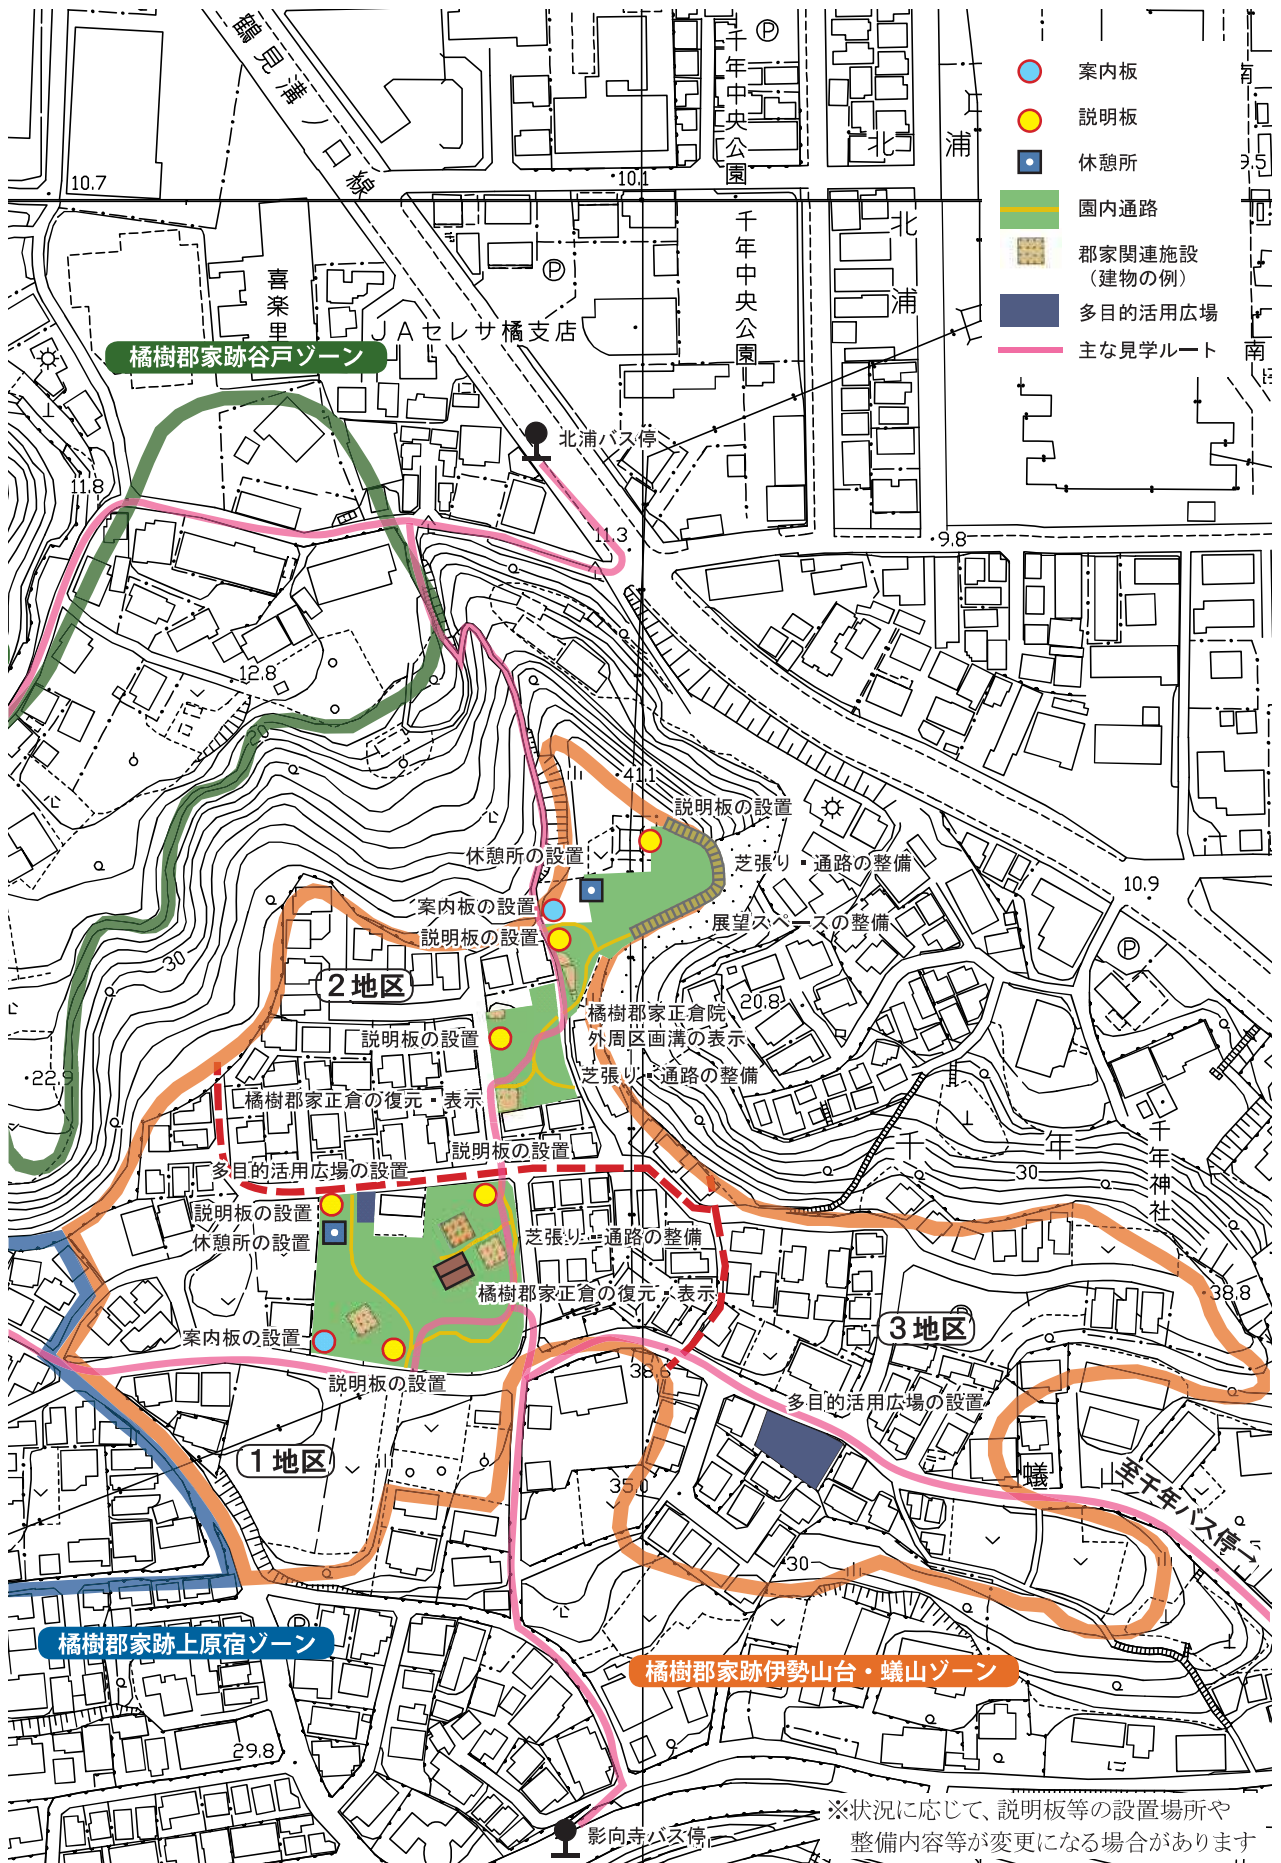 鶴見溝ノ口線
千年中央公園
北浦
南
案内板
説明板
休憩所
園内通路
郡家関連施設
（建物の例）
多目的活用広場
主な見学ルート
10.7
10.1
9.5
千年中央公園
北浦
南
喜楽里
JAセレサ橘支店
橘樹郡家跡谷戸ゾーン
北浦バス停
11.8
11.3
9.8
12.8
20
41.1
説明板の設置
休憩所の設置
芝張り・通路の整備
10.9
案内板の設置
展望スペースの整備
説明板の設置
30
2地区
20.8
橘樹郡家正倉院
外周区画溝の表示
説明板の設置
22.9
芝張り・通路の整備
橘樹郡家正倉の復元・表示
千年
千年神社
説明板の設置
多目的活用広場の設置
30
説明板の設置
休憩所の設置
芝張り・通路の整備
橘樹郡家正倉の復元・表示
38.8
案内板の設置
3地区
38.6
説明板の設置
多目的活用広場の設置
1地区
蟻
至千年バス停→
35.0
30
橘樹郡家跡上原宿ゾーン
橘樹郡家跡伊勢山台・蟻山ゾーン
29.8
影向寺バス停
※状況に応じて、説明板等の設置場所や
整備内容等が変更になる場合があります